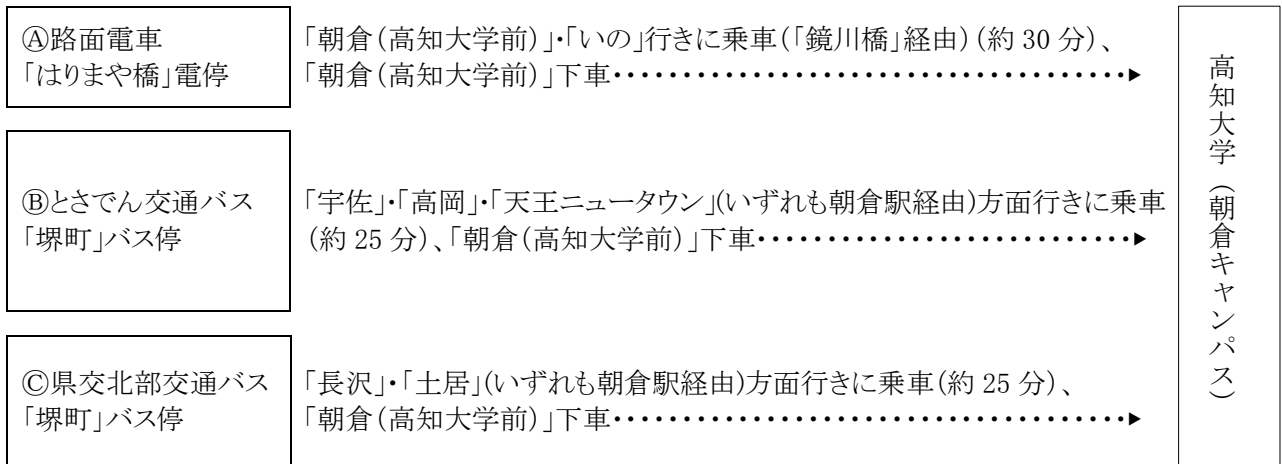 Ⓐ路面電車
「はりまや橋」電停
「朝倉（高知大学前）」・「いの」行きに乗車（「鏡川橋」経由）（約 30 分）、
「朝倉（高知大学前）」下車・・・・・・・・・・・・・・・・・・・・・・・・・・・・・・・・・・・・・▶
Ⓑとさでん交通バス
「堺町」バス停
「宇佐」・「高岡」・「天王ニュータウン」(いずれも朝倉駅経由)方面行きに乗車
（約 25 分）、「朝倉（高知大学前）」下車・・・・・・・・・・・・・・・・・・・・・・・・・・・▶
Ⓒ県交北部交通バス
「堺町」バス停
「長沢」・「土居」(いずれも朝倉駅経由)方面行きに乗車（約 25 分）、
「朝倉（高知大学前）」下車・・・・・・・・・・・・・・・・・・・・・・・・・・・・・・・・・・・・・▶
高知大学（朝倉キャンパス）